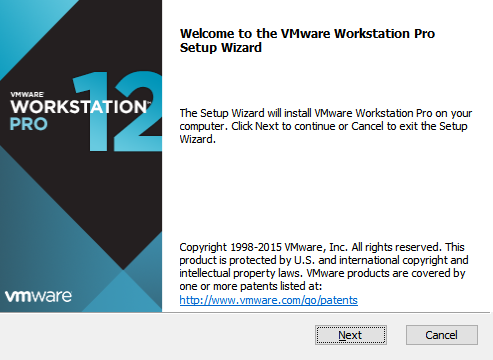 VMWARE
WORKSTATION™
PRO
12
vmware
Welcome to the VMware Workstation Pro
Setup Wizard
The Setup Wizard will install VMware Workstation Pro on your
computer. Click Next to continue or Cancel to exit the Setup
Wizard.
Copyright 1998-2015 VMware, Inc. All rights reserved. This
product is protected by U.S. and international copyright and
intellectual property laws. VMware products are covered by
one or more patents listed at:
http://www.vmware.com/go/patents
Next
Cancel